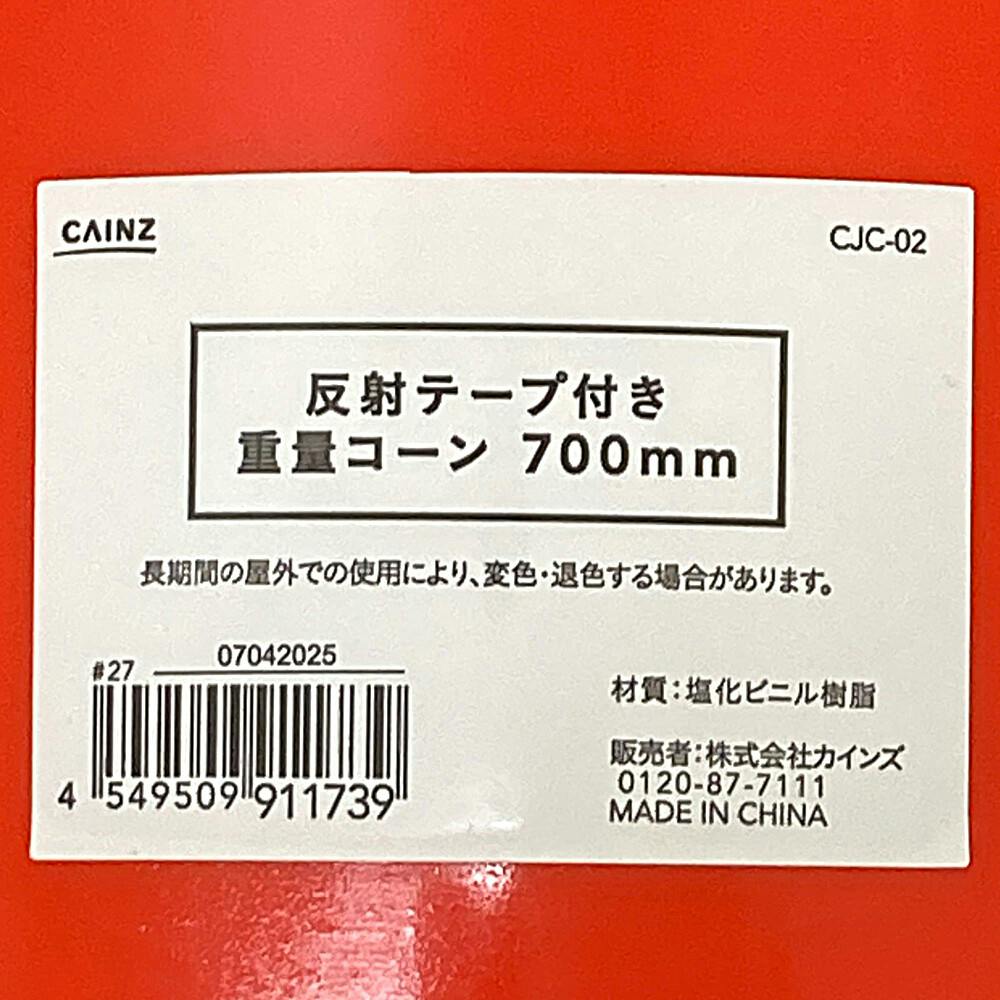 CAINZ
CJC-02
反射テープ付き
重量コーン 700mm
長期間の屋外での使用により、変色・退色する場合があります。
#27 07042025
4 549509 911739
材質：塩化ビニル樹脂
販売者：株式会社カインズ
0120-87-7111
MADE IN CHINA